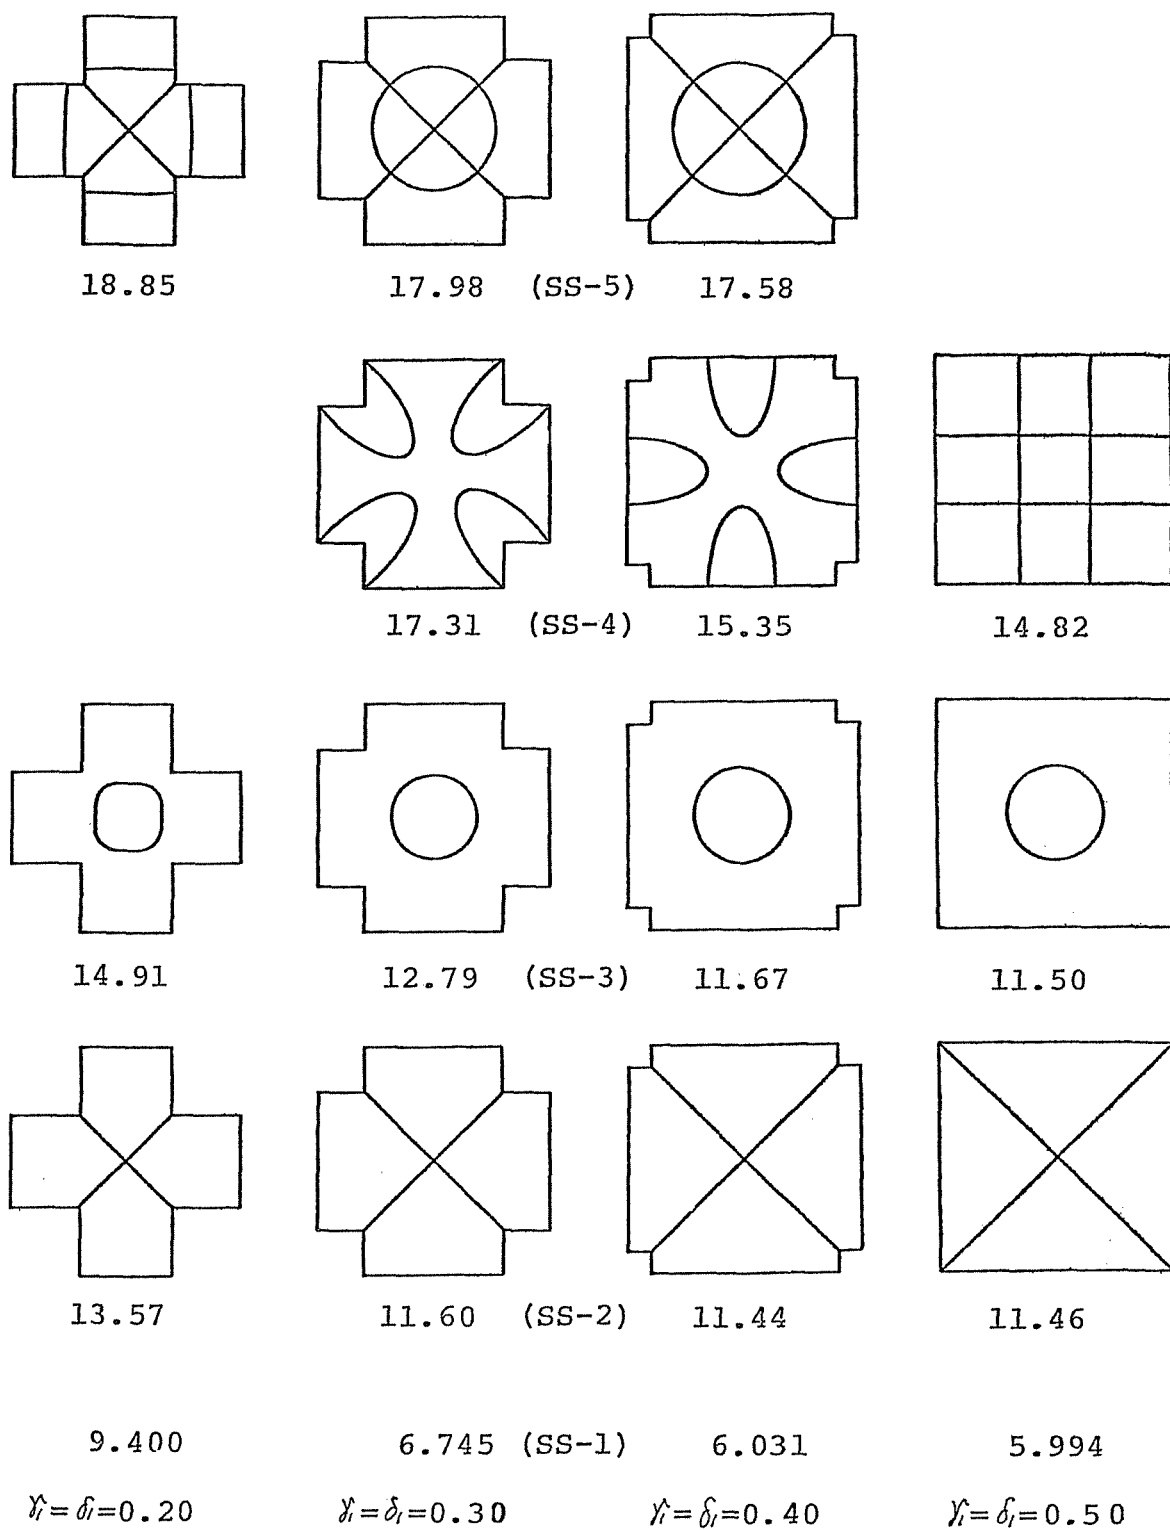 18.85 17.98 (SS-5) 17.58
17.31 (SS-4) 15.35 14.82
14.91 12.79 (SS-3) 11.67 11.50
13.57 11.60 (SS-2) 11.44 11.46
9.400 6.745 (SS-1) 6.031 5.994
γ₁=δ₁=0.20 γ₁=δ₁=0.30 γ₁=δ₁=0.40 γ₁=δ₁=0.50